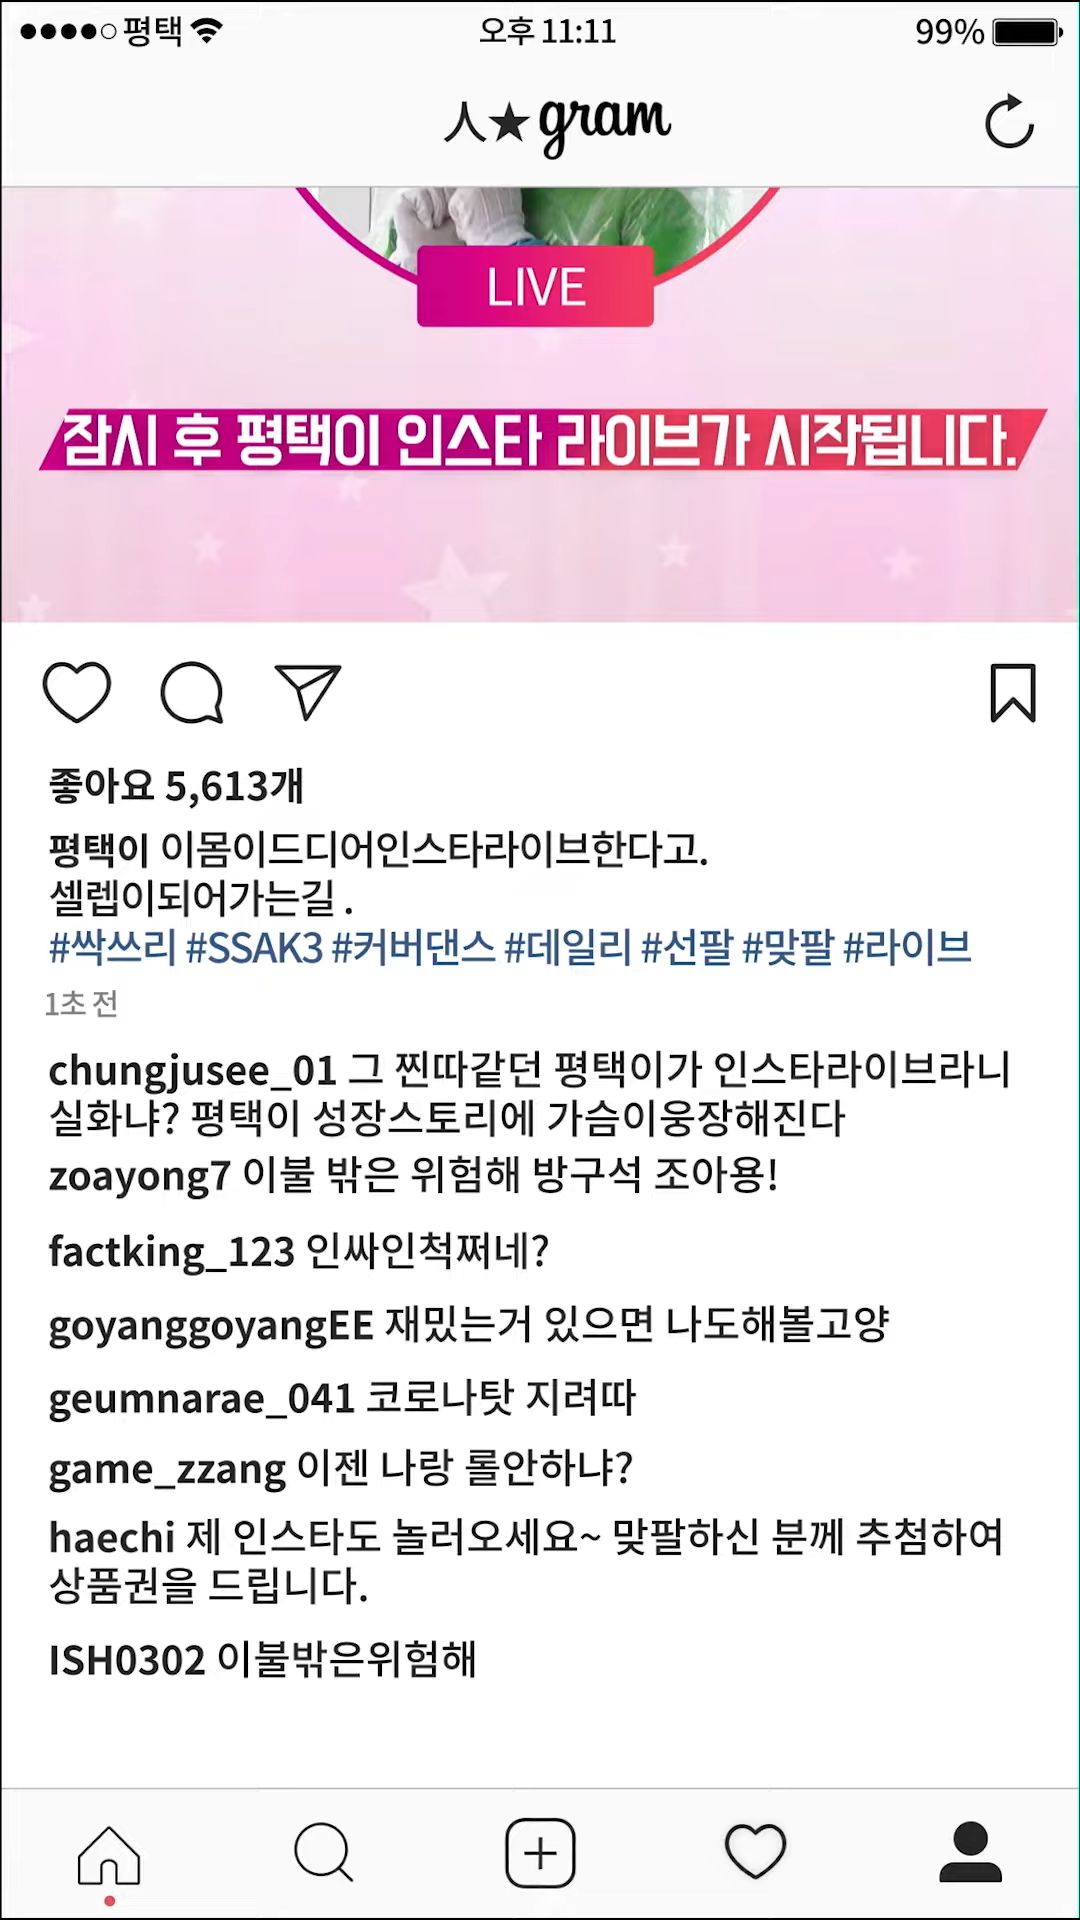 평택
오후 11:11
99%
人★gram
LIVE
잠시 후 평택이 인스타 라이브가 시작됩니다.
좋아요 5,613개
평택이 이몸이드디어인스타라이브한다고.
셀렙이되어가는길 .
#싹쓰리 #SSAK3 #커버댄스 #데일리 #선팔 #맞팔 #라이브
1초 전
chungjusee_01 그 찐따같던 평택이가 인스타라이브라니
실화냐? 평택이 성장스토리에 가슴이웅장해진다
zoayong7 이불 밖은 위험해 방구석 조아용!
factking_123 인싸인척쩌네?
goyanggoyangEE 재밌는거 있으면 나도해볼고양
geumnarae_041 코로나탓 지려따
game_zzang 이젠 나랑 롤안하냐?
haechi 제 인스타도 놀러오세요~ 맞팔하신 분께 추첨하여
상품권을 드립니다.
ISH0302 이불밖은위험해